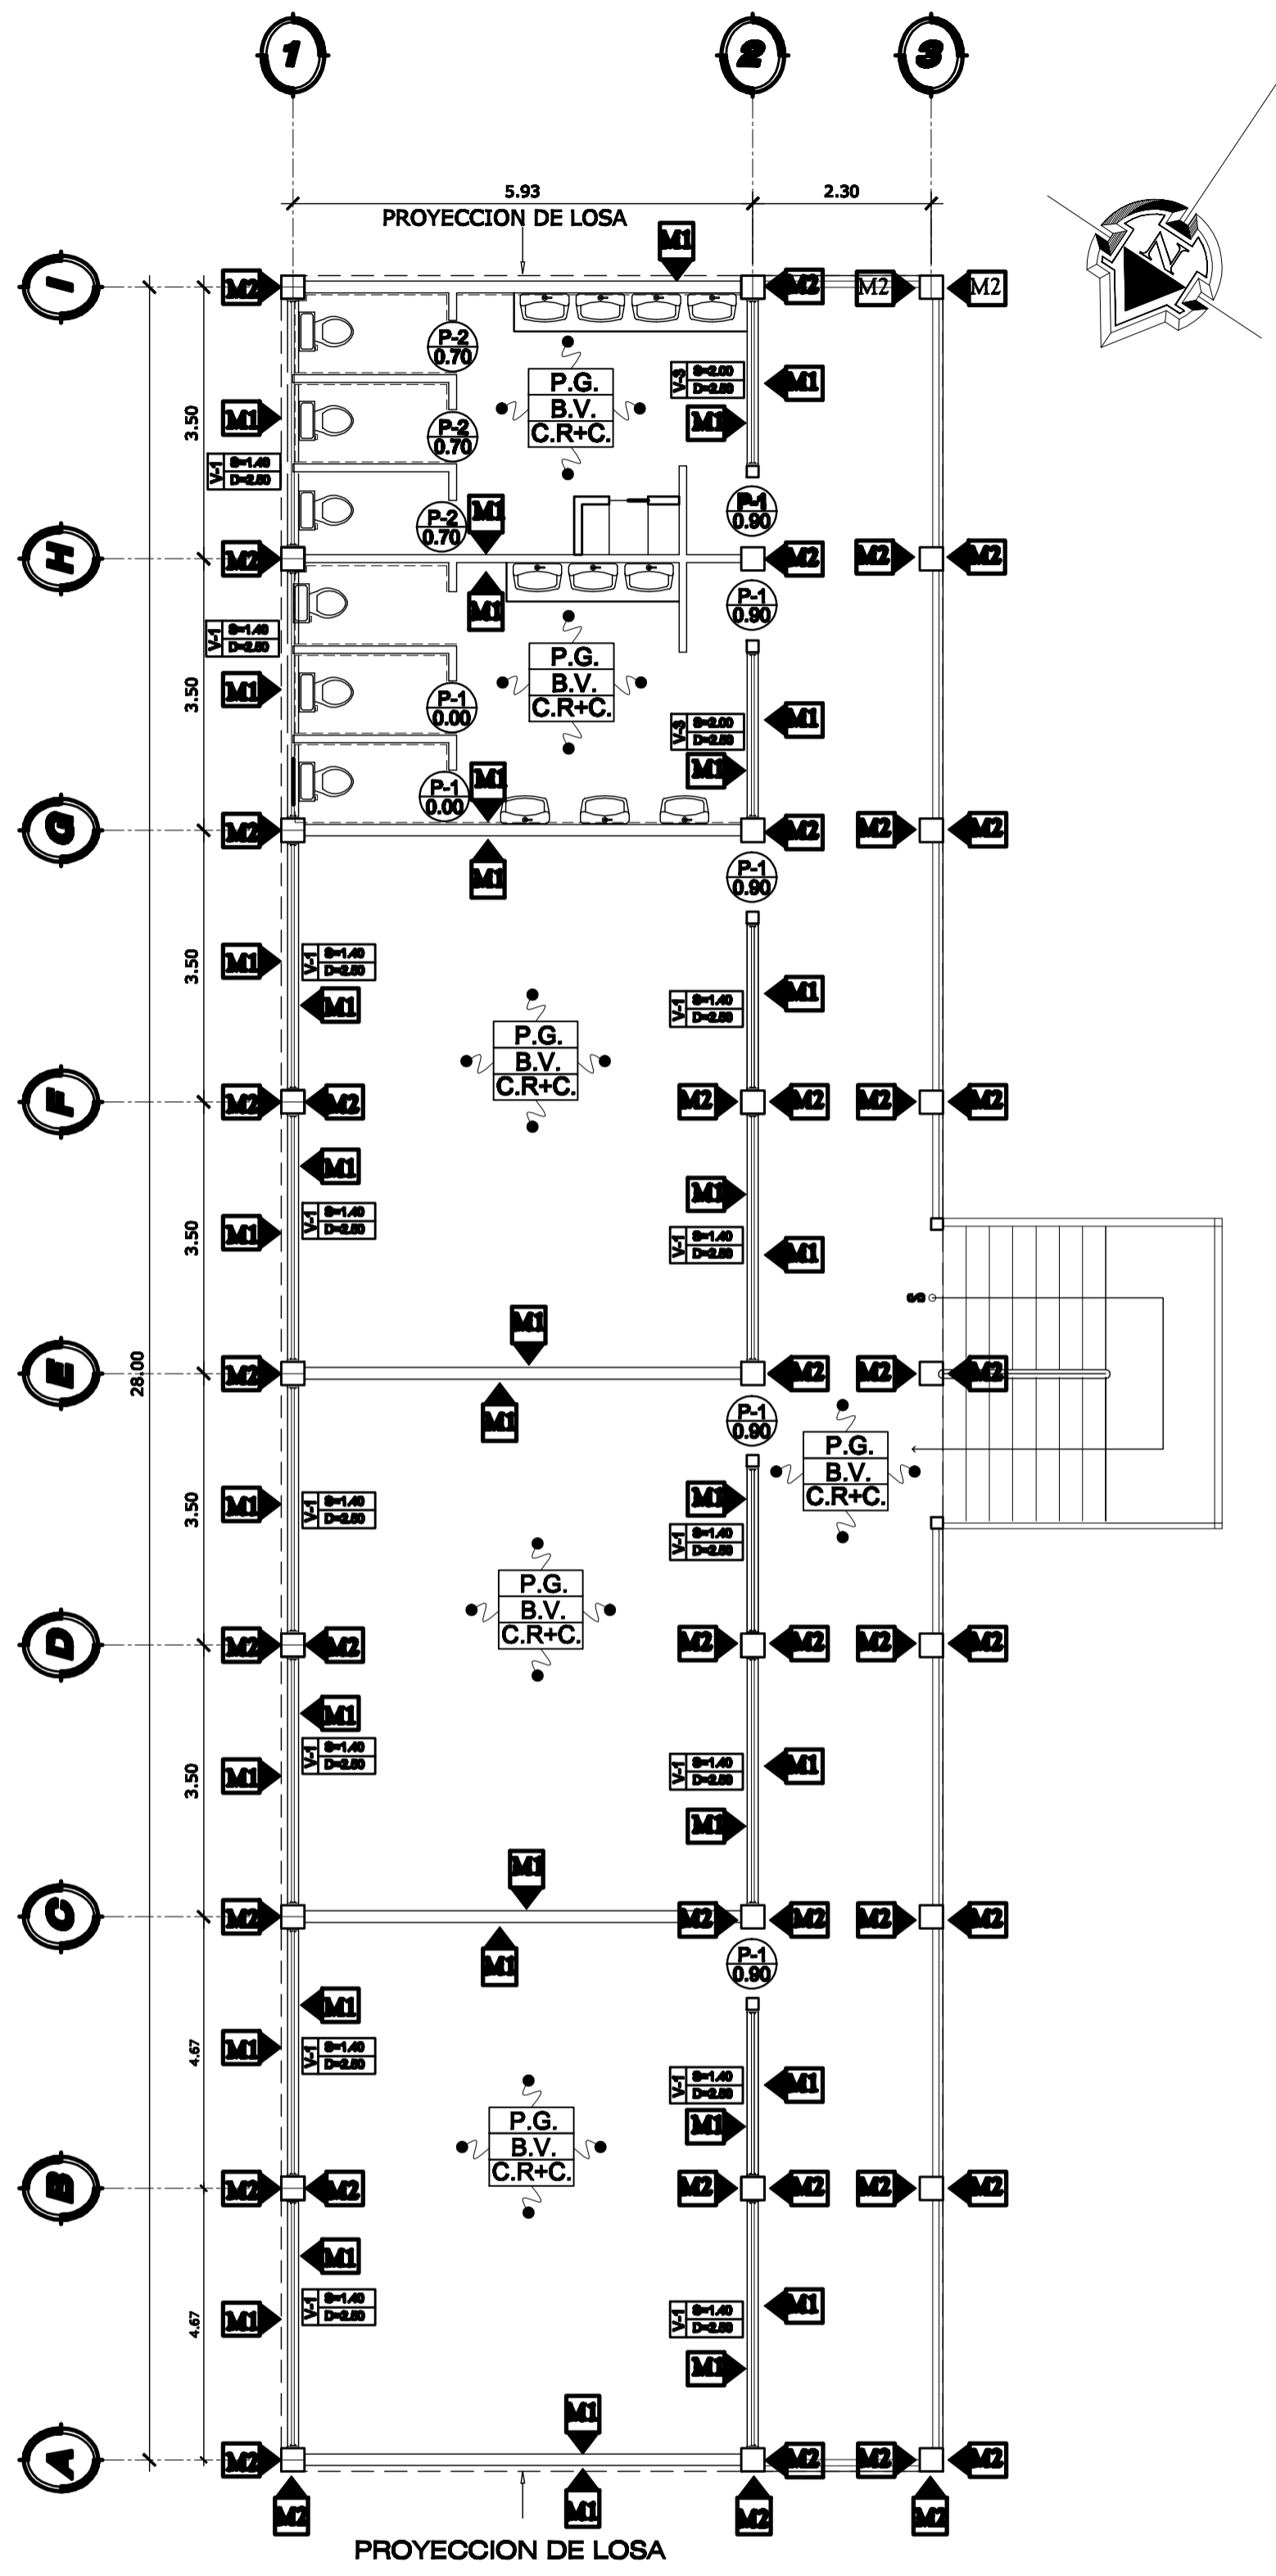 1 2 3
5.93 2.30
PROYECCION DE LOSA
M1
I M2 M2 M2 M2
P-2
0.70
P.G.
B.V.
C.R+C.
V-3 S=2.00
D=2.50
M1
M1
M1
3.50
P-2
0.70
V-1 S=1.40
D=2.50
P-2
0.70
M1
P-1
0.90
H M2 M2 M2 M2
M1
P-1
0.90
V-1 S=1.40
D=2.50
P.G.
B.V.
C.R+C.
3.50
M1
P-1
0.00
M1
V-3 S=2.00
D=2.50
M1
M1
P-1
0.00
G M2 M2 M2 M2
M1
P-1
0.90
3.50
M1
V-1 S=1.40
D=2.50
M1
V-1 S=1.40
D=2.50
M1
P.G.
B.V.
C.R+C.
F M2 M2 M2 M2 M2 M2
M1
M1
3.50
M1
V-1 S=1.40
D=2.50
V-1 S=1.40
D=2.50
M1
S
M1
28.00
E M2 M2 M2 M2
M1
P-1
0.90
P.G.
B.V.
C.R+C.
3.50
M1
V-1 S=1.40
D=2.50
M1
V-1 S=1.40
D=2.50
P.G.
B.V.
C.R+C.
D M2 M2 M2 M2 M2 M2
M1
3.50
M1
V-1 S=1.40
D=2.50
V-1 S=1.40
D=2.50
M1
M1
M1
C M2 M2 M2 M2 M2
M1
P-1
0.90
M1
4.67
M1
V-1 S=1.40
D=2.50
V-1 S=1.40
D=2.50
M1
M1
P.G.
B.V.
C.R+C.
B M2 M2 M2 M2 M2 M2
M1
4.67
M1
V-1 S=1.40
D=2.50
V-1 S=1.40
D=2.50
M1
M1
M1
A M2 M2 M2 M2
M2 M1 M2 M2
PROYECCION DE LOSA
N